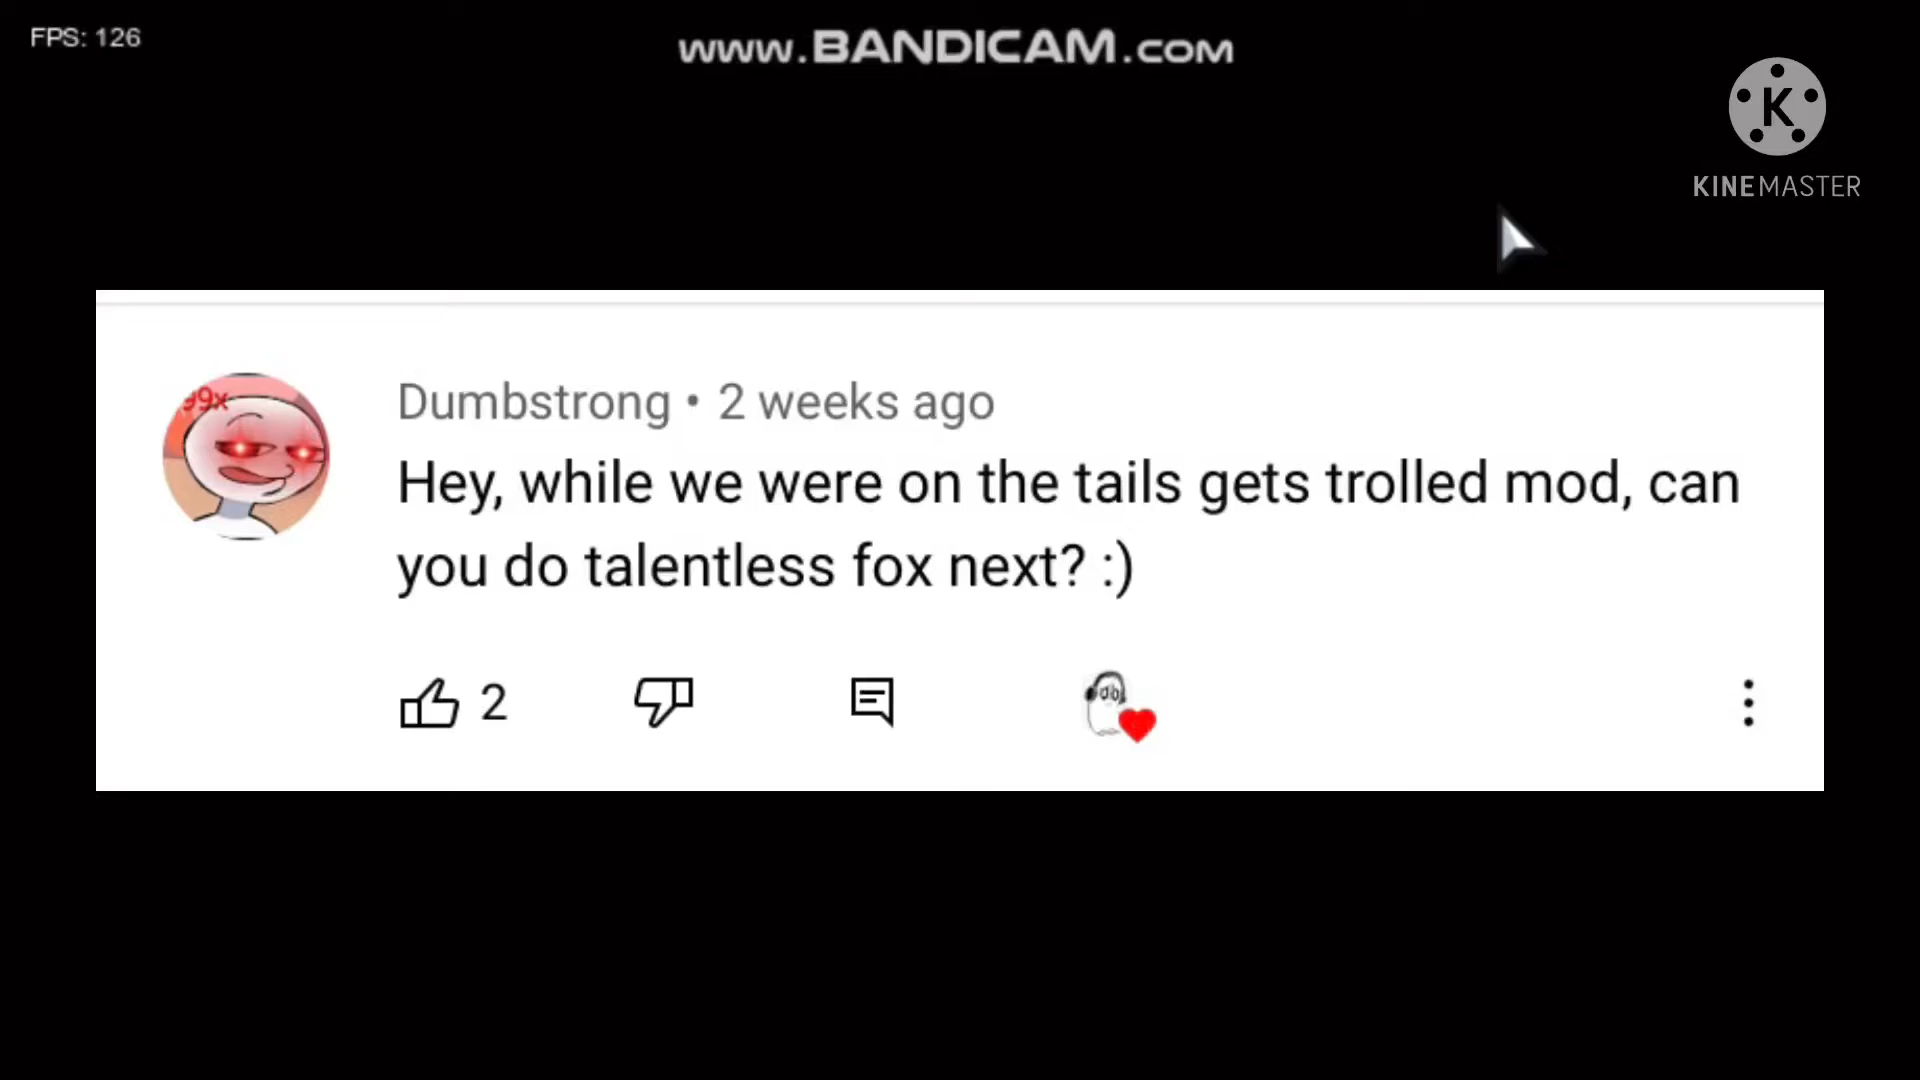 FPS: 126
www.BANDICAM.COM
K
KINEMASTER
99x
Dumbstrong • 2 weeks ago
Hey, while we were on the tails gets trolled mod, can
you do talentless fox next? :)
2